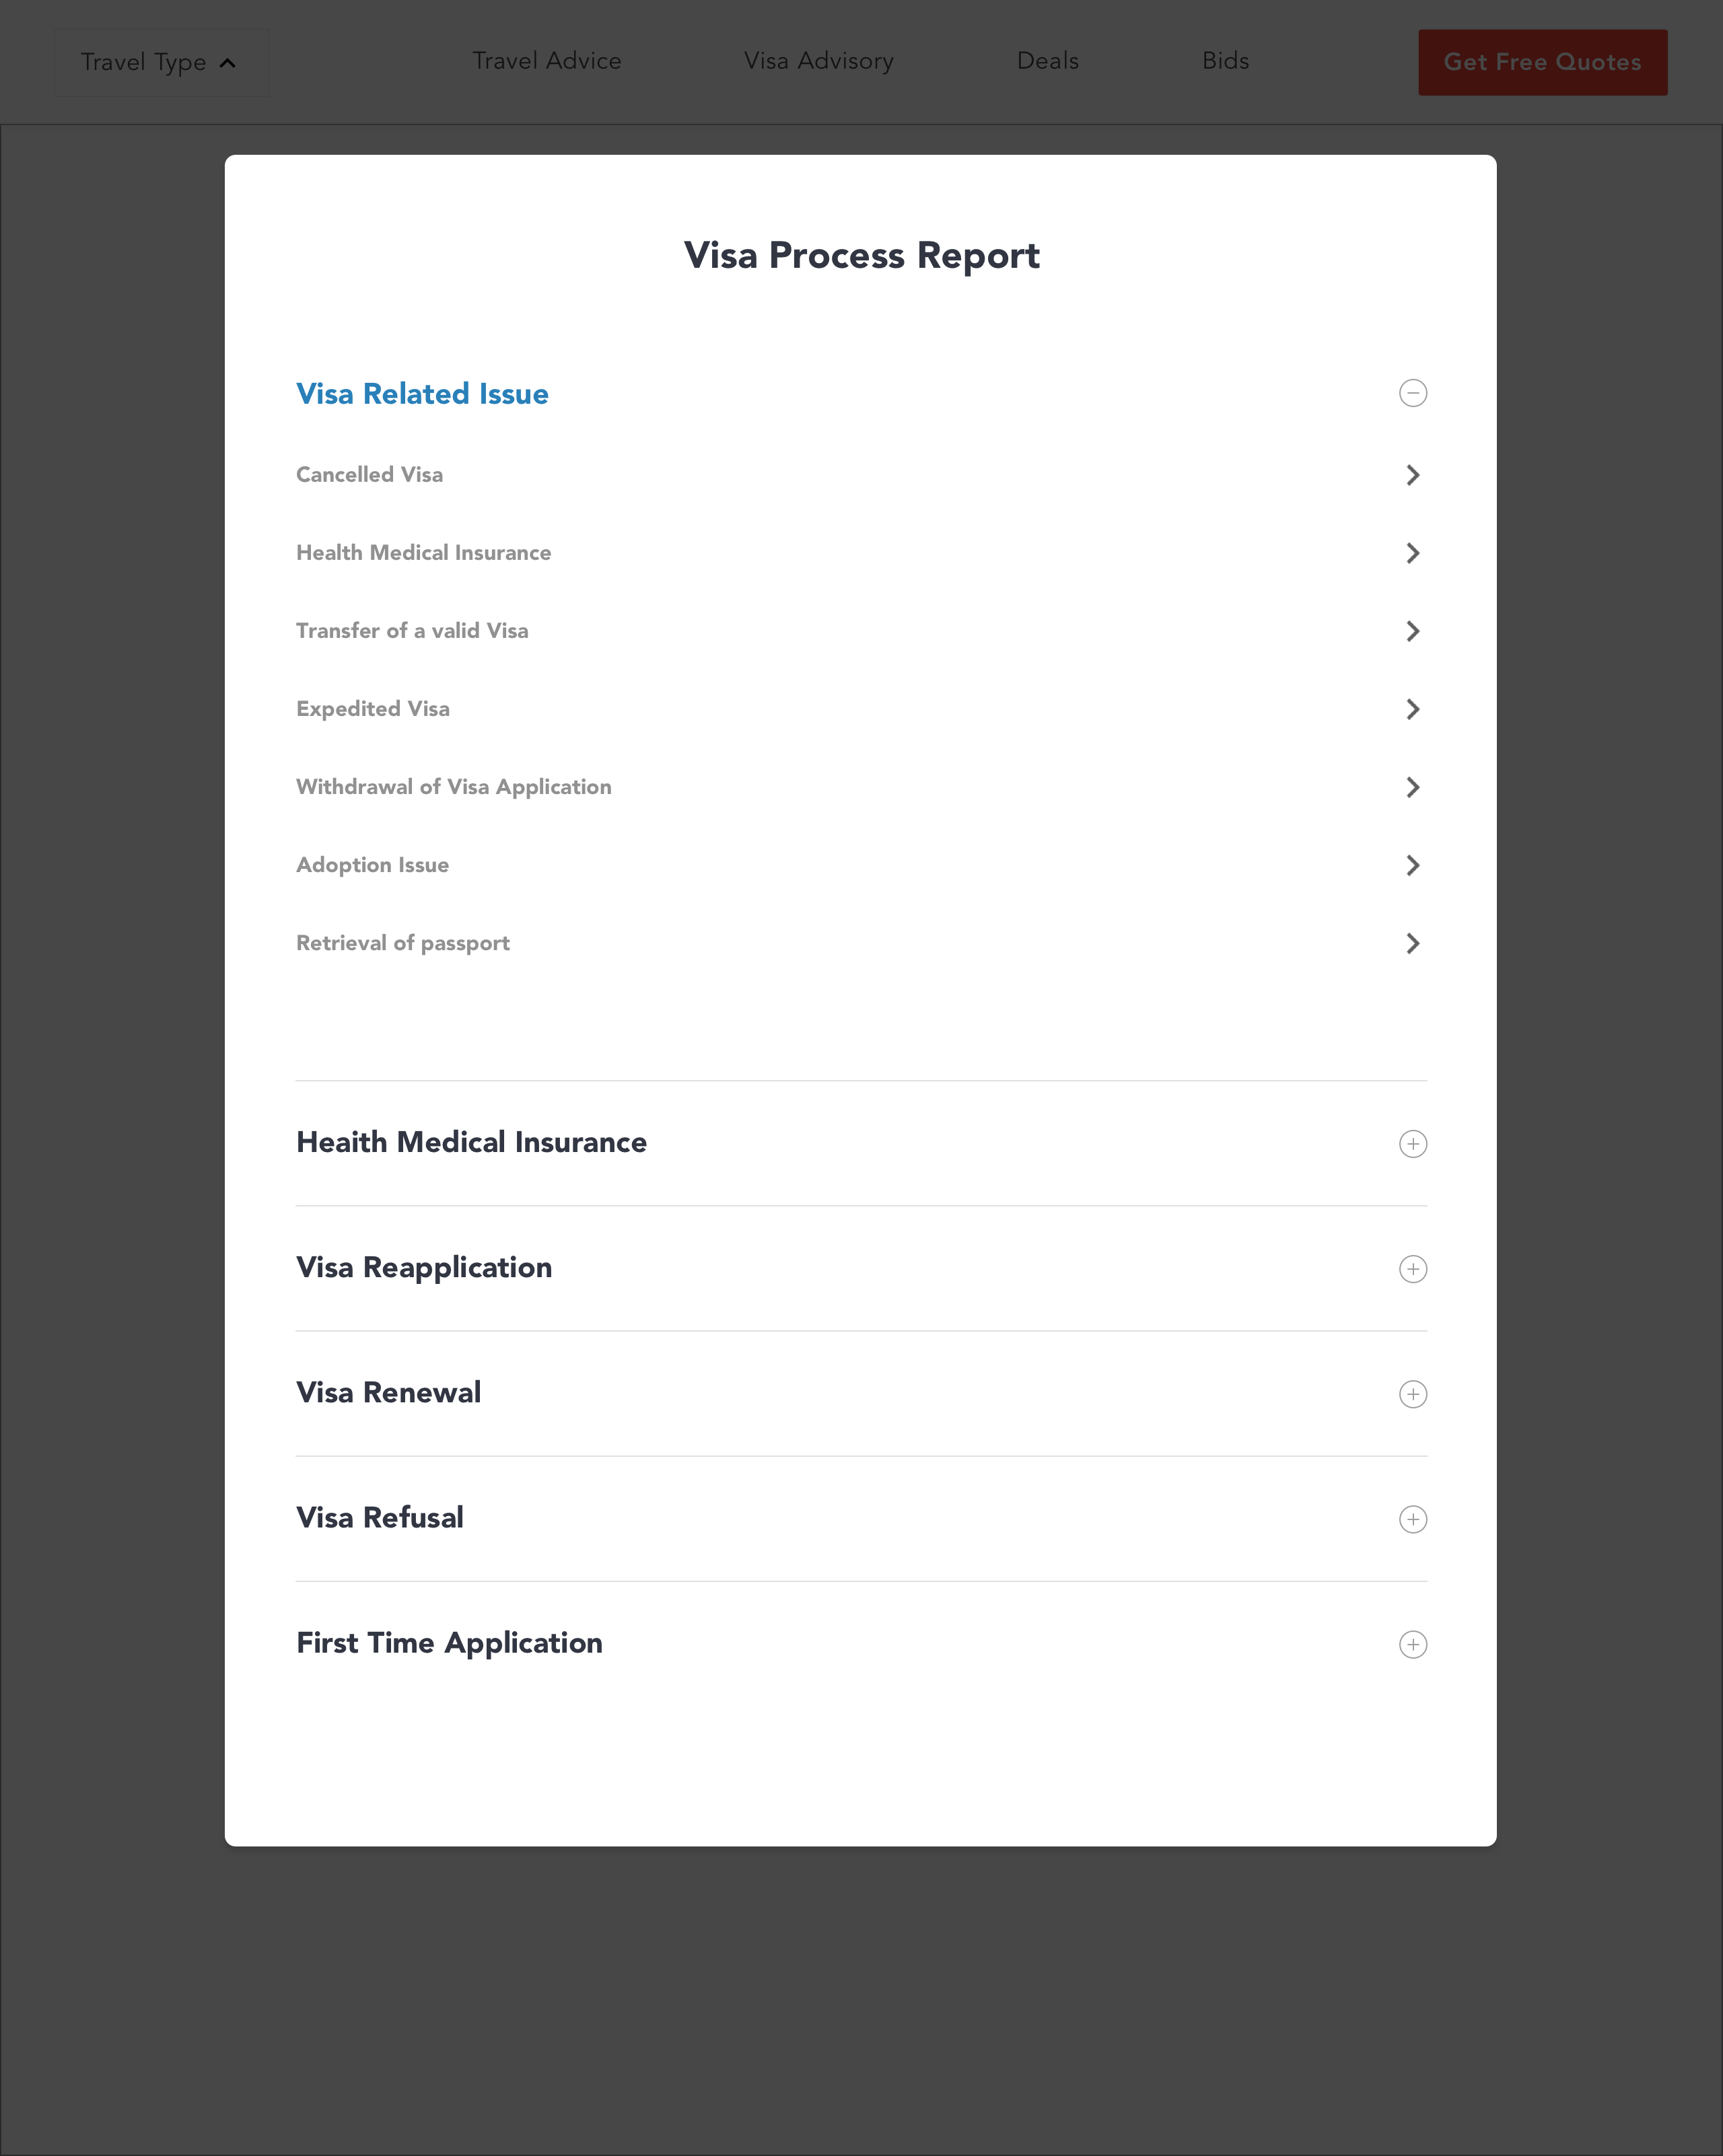 Travel Type
Travel Advice
Visa Advisory
Deals
Bids
Get Free Quotes
Visa Process Report
Visa Related Issue
Cancelled Visa
Health Medical Insurance
Transfer of a valid Visa
Expedited Visa
Withdrawal of Visa Application
Adoption Issue
Retrieval of passport
Heaith Medical Insurance
Visa Reapplication
Visa Renewal
Visa Refusal
First Time Application